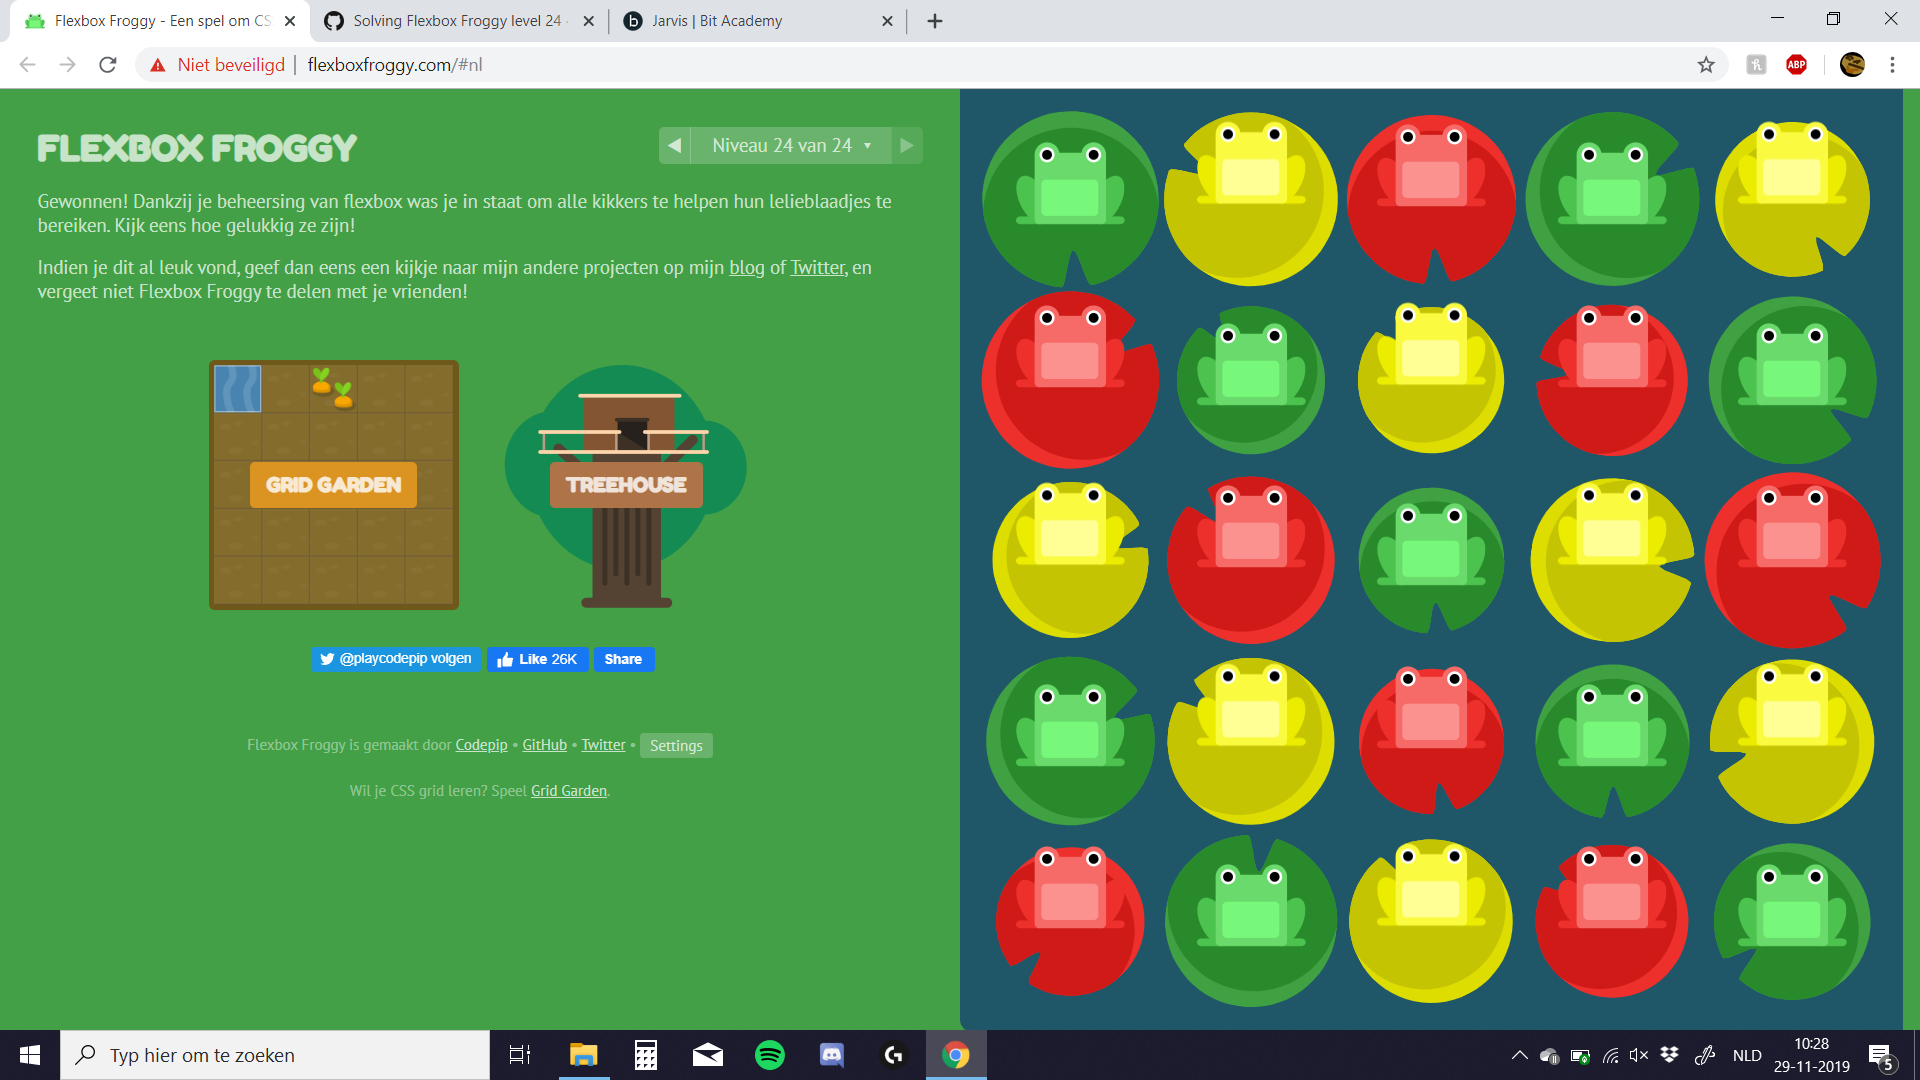 Flexbox Froggy - Een spel om CS
Solving Flexbox Froggy level 24
Jarvis | Bit Academy
Niet beveiligd | flexboxfroggy.com/#nl
ABP
FLEXBOX FROGGY
Niveau 24 van 24
Gewonnen! Dankzij je beheersing van flexbox was je in staat om alle kikkers te helpen hun lelieblaadjes te
bereiken. Kijk eens hoe gelukkig ze zijn!
Indien je dit al leuk vond, geef dan eens een kijkje naar mijn andere projecten op mijn blog of Twitter, en
vergeet niet Flexbox Froggy te delen met je vrienden!
GRID GARDEN
TREEHOUSE
@playcodepip volgen
Like 26K
Share
Flexbox Froggy is gemaakt door Codepip • GitHub • Twitter • Settings
Wil je CSS grid leren? Speel Grid Garden.
Typ hier om te zoeken
NLD
10:28
29-11-2019
5